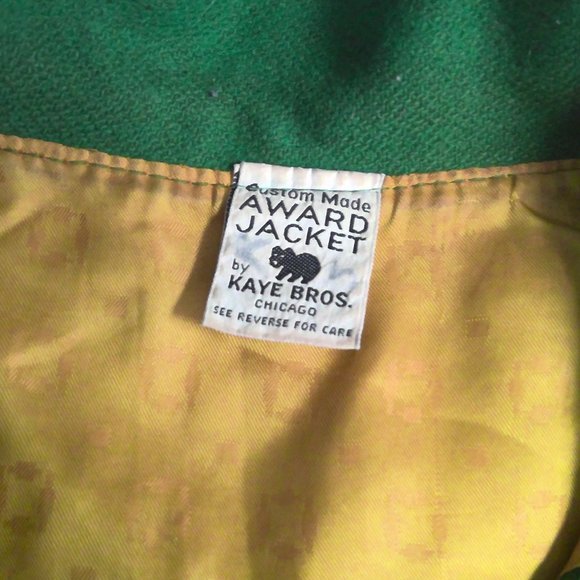 Custom Made
AWARD
JACKET
by
KAYE BROS.
CHICAGO
SEE REVERSE FOR CARE